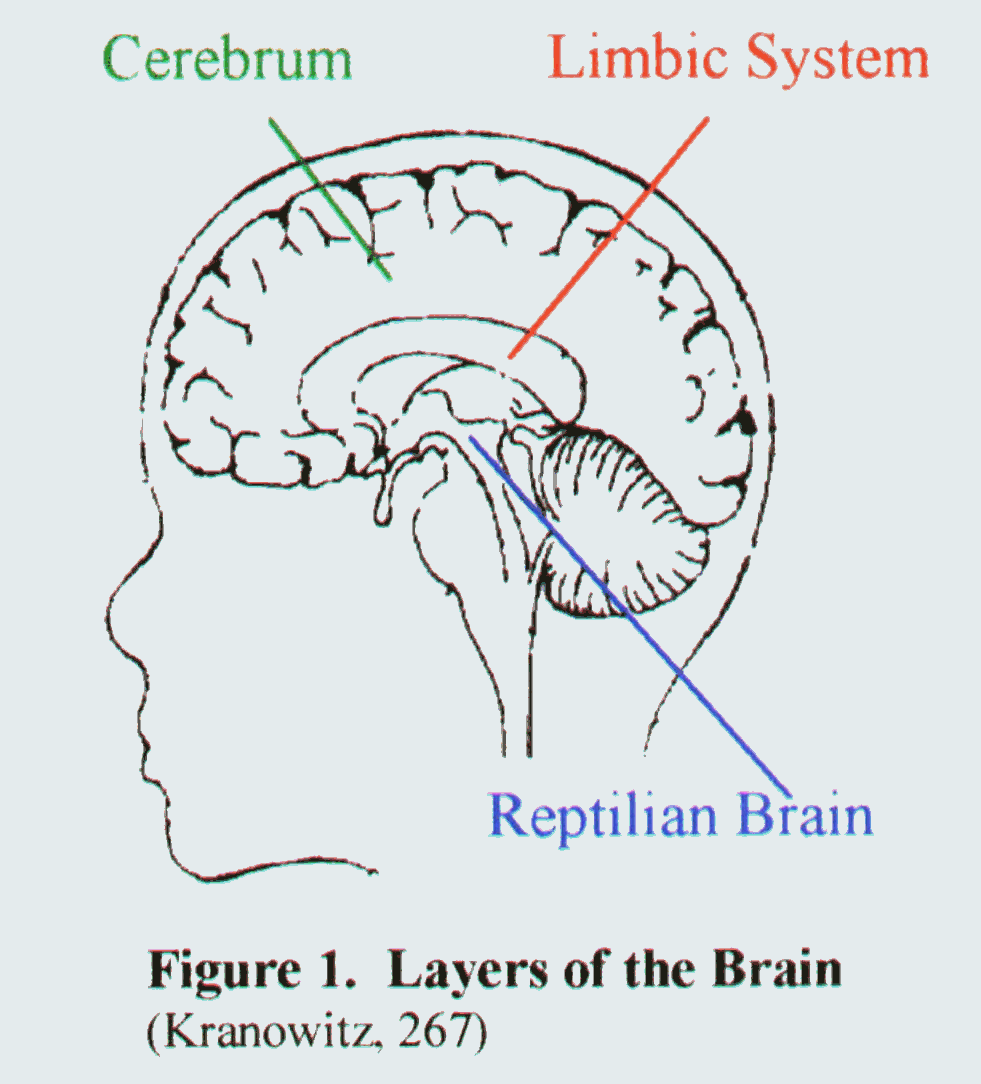 Cerebrum
Limbic System
Reptilian Brain
Figure 1. Layers of the Brain
(Kranowitz, 267)